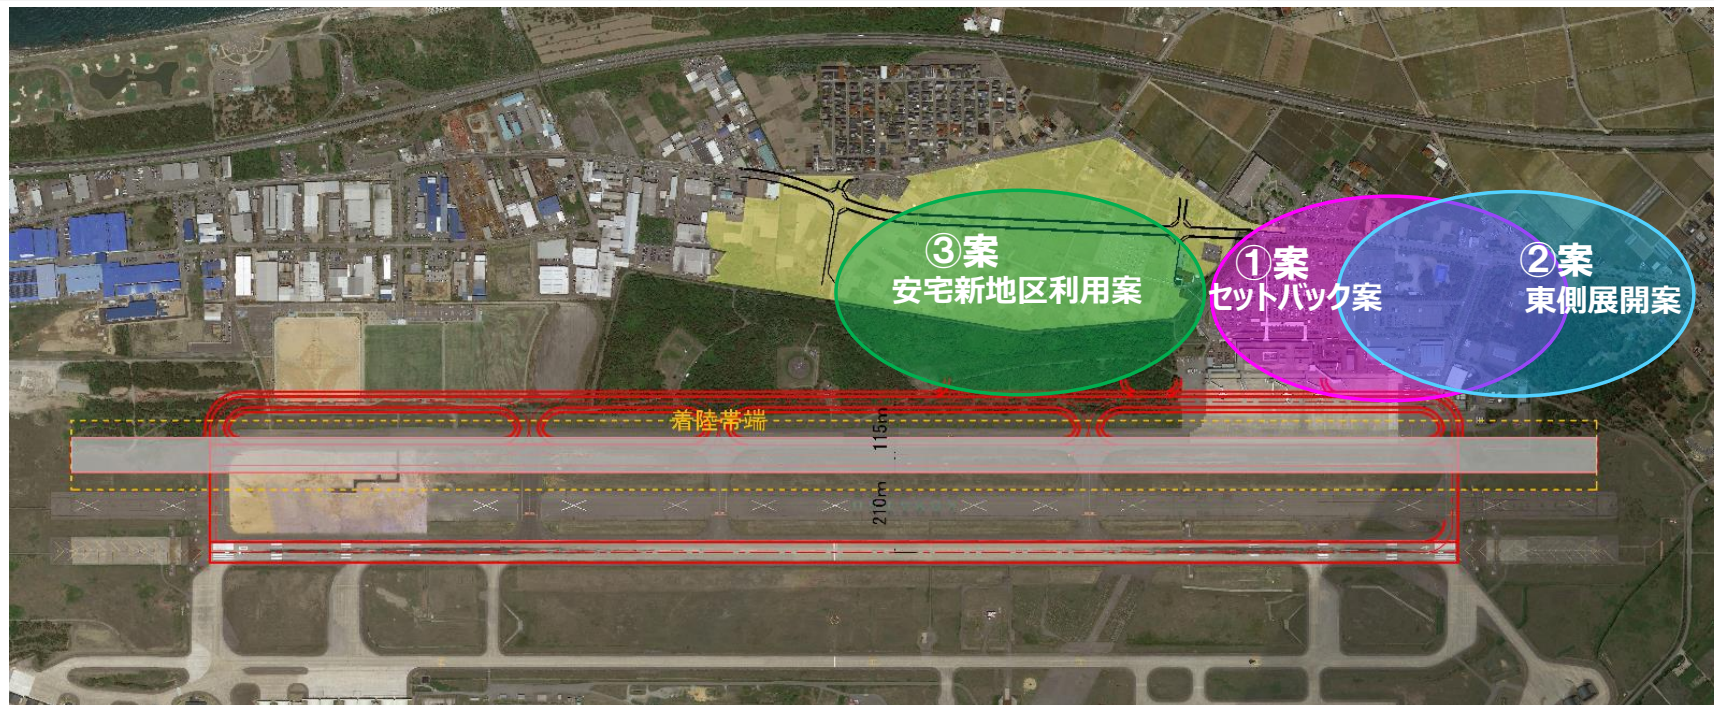 ③案
安宅新地区利用案
①案
セットバック案
②案
東側展開案
着陸帯端
115m
210m